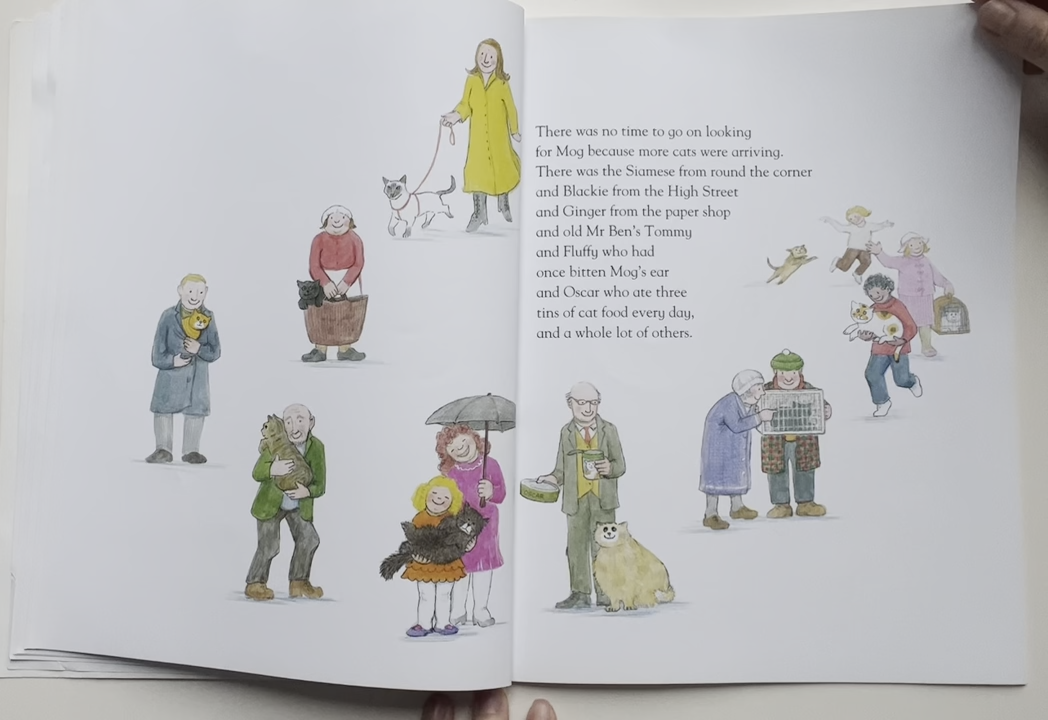 There was no time to go on looking
for Mog because more cats were arriving.
There was the Siamese from round the corner
and Blackie from the High Street
and Ginger from the paper shop
and old Mr Ben's Tommy
and Fluffy who had
once bitten Mog's ear
and Oscar who ate three
tins of cat food every day,
and a whole lot of others.
OSCAR